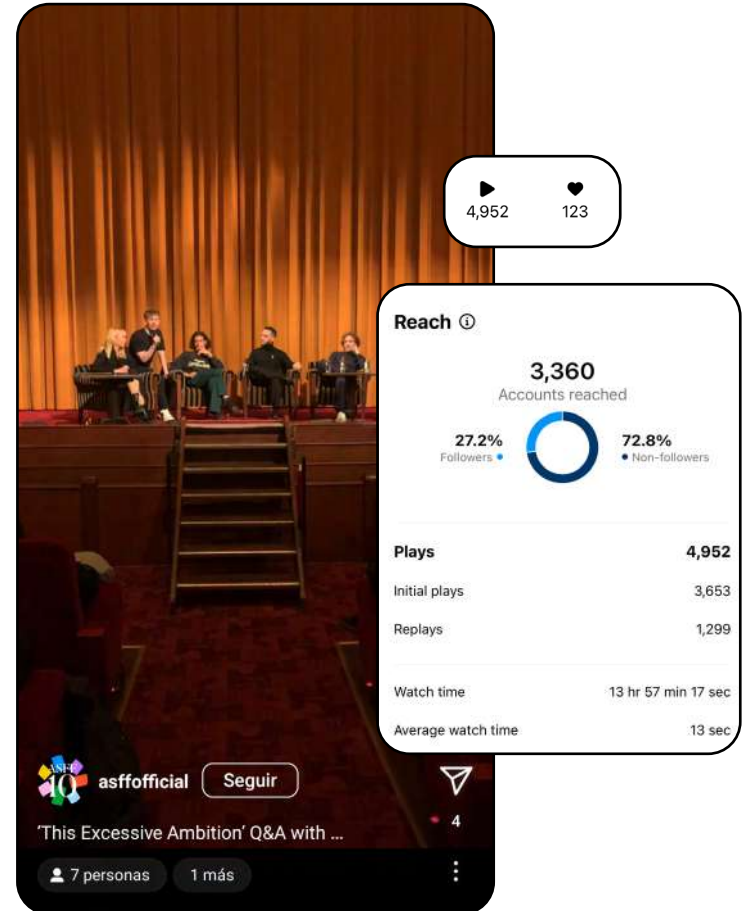 4,952 123
Reach
3,360
Accounts reached
27.2% 72.8%
Followers Non-followers
Plays 4,952
Initial plays 3,653
Replays 1,299
Watch time 13 hr 57 min 17 sec
Average watch time 13 sec
ASFF
10
asffofficial Seguir
4
'This Excessive Ambition' Q&A with ...
7 personas 1 más